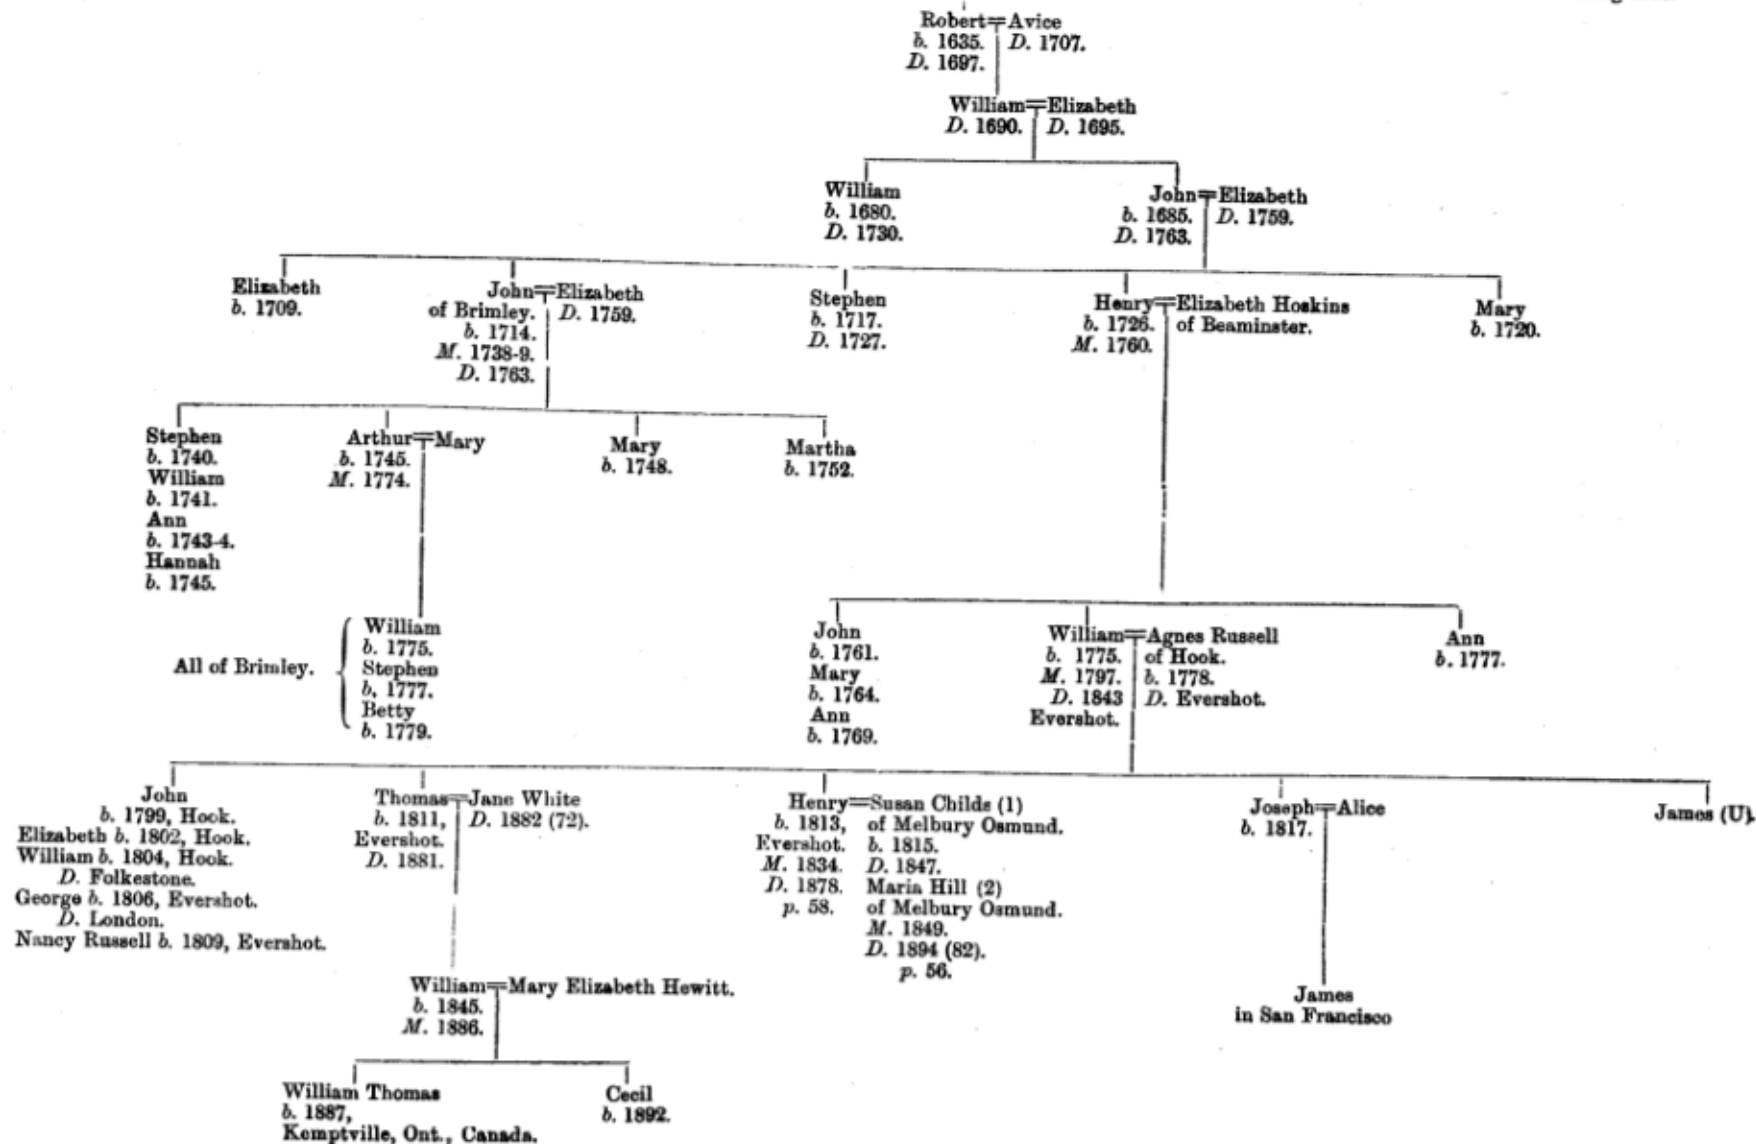 Robert=Avice
b. 1635. D. 1707.
D. 1697.
William=Elizabeth
D. 1690. D. 1695.
William
b. 1680.
D. 1730.
John=Elizabeth
b. 1685. D. 1759.
D. 1763.
Elizabeth
b. 1709.
John=Elizabeth
of Brimley. D. 1759.
b. 1714.
M. 1738-9.
D. 1763.
Stephen
b. 1717.
D. 1727.
Henry=Elizabeth Hoskins
b. 1726. of Beaminster.
M. 1760.
Mary
b. 1720.
Stephen
b. 1740.
William
b. 1741.
Ann
b. 1743-4.
Hannah
b. 1745.
Arthur=Mary
b. 1745.
M. 1774.
Mary
b. 1748.
Martha
b. 1752.
All of Brimley.
William
b. 1775.
Stephen
b. 1777.
Betty
b. 1779.
John
b. 1761.
Mary
b. 1764.
Ann
b. 1769.
William=Agnes Russell
b. 1775. of Hook.
M. 1797. b. 1778.
D. 1843 D. Evershot.
Evershot.
Ann
b. 1777.
John
b. 1799, Hook.
Elizabeth b. 1802, Hook.
William b. 1804, Hook.
D. Folkestone.
George b. 1806, Evershot.
D. London.
Nancy Russell b. 1809, Evershot.
Thomas=Jane White
b. 1811, D. 1882 (72).
Evershot.
D. 1881.
Henry=Susan Childs (1)
b. 1813, of Melbury Osmund.
Evershot. b. 1815.
M. 1834. D. 1847.
D. 1878. Maria Hill (2)
p. 58. of Melbury Osmund.
M. 1849.
D. 1894 (82).
p. 56.
Joseph=Alice
b. 1817.
James (U).
William=Mary Elizabeth Hewitt.
b. 1845.
M. 1886.
James
in San Francisco
William Thomas
b. 1887,
Kemptville, Ont., Canada.
Cecil
b. 1892.